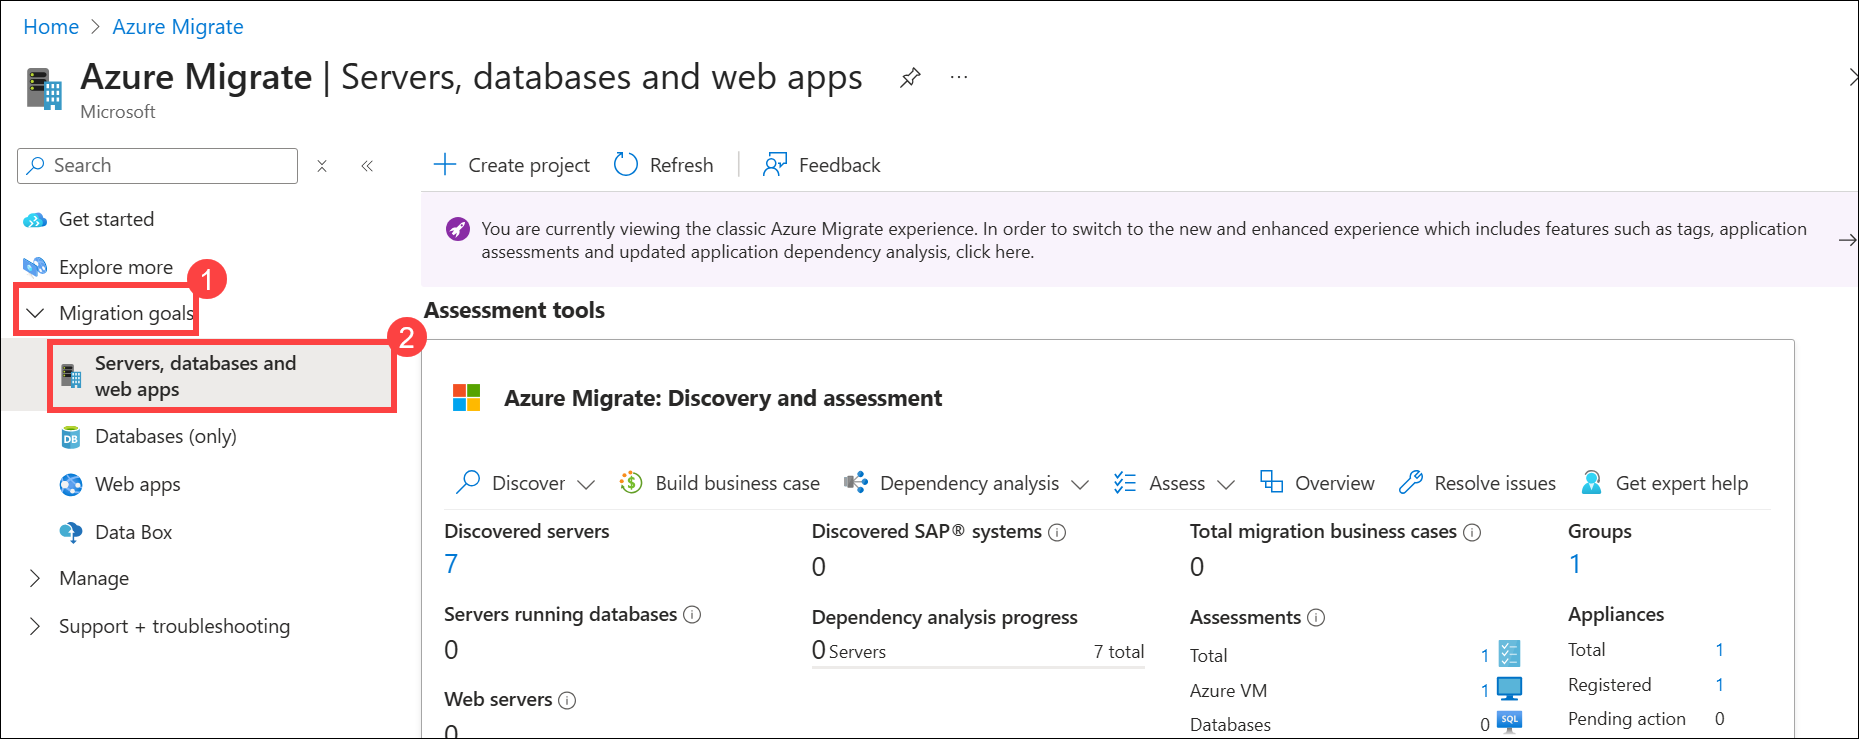 Home > Azure Migrate
Azure Migrate | Servers, databases and web apps
Microsoft
Search
Create project
Refresh
Feedback
Get started
Explore more
1
Migration goals
2
Servers, databases and
web apps
Databases (only)
DB
Web apps
Data Box
Manage
Support + troubleshooting
You are currently viewing the classic Azure Migrate experience. In order to switch to the new and enhanced experience which includes features such as tags, application
assessments and updated application dependency analysis, click here.
Assessment tools
Azure Migrate: Discovery and assessment
Discover
Build business case
Dependency analysis
Assess
Overview
Resolve issues
Get expert help
Discovered servers
7
Servers running databases
0
Web servers
0
Discovered SAP® systems
0
Dependency analysis progress
0 Servers 7 total
Total migration business cases
0
Assessments
Total 1
Azure VM 1
Databases 0 SQL
Groups
1
Appliances
Total 1
Registered 1
Pending action 0